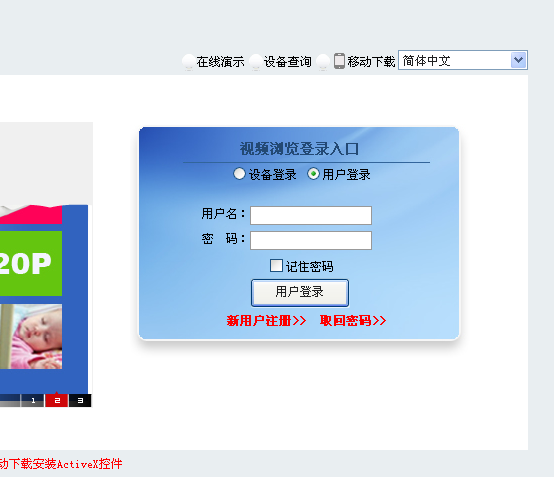 在线演示 设备查询 移动下载 简体中文
视频浏览登录入口
设备登录 用户登录
用户名：
密 码：
记住密码
用户登录
新用户注册>> 取回密码>>
20P
1 2 3
动下载安装ActiveX控件